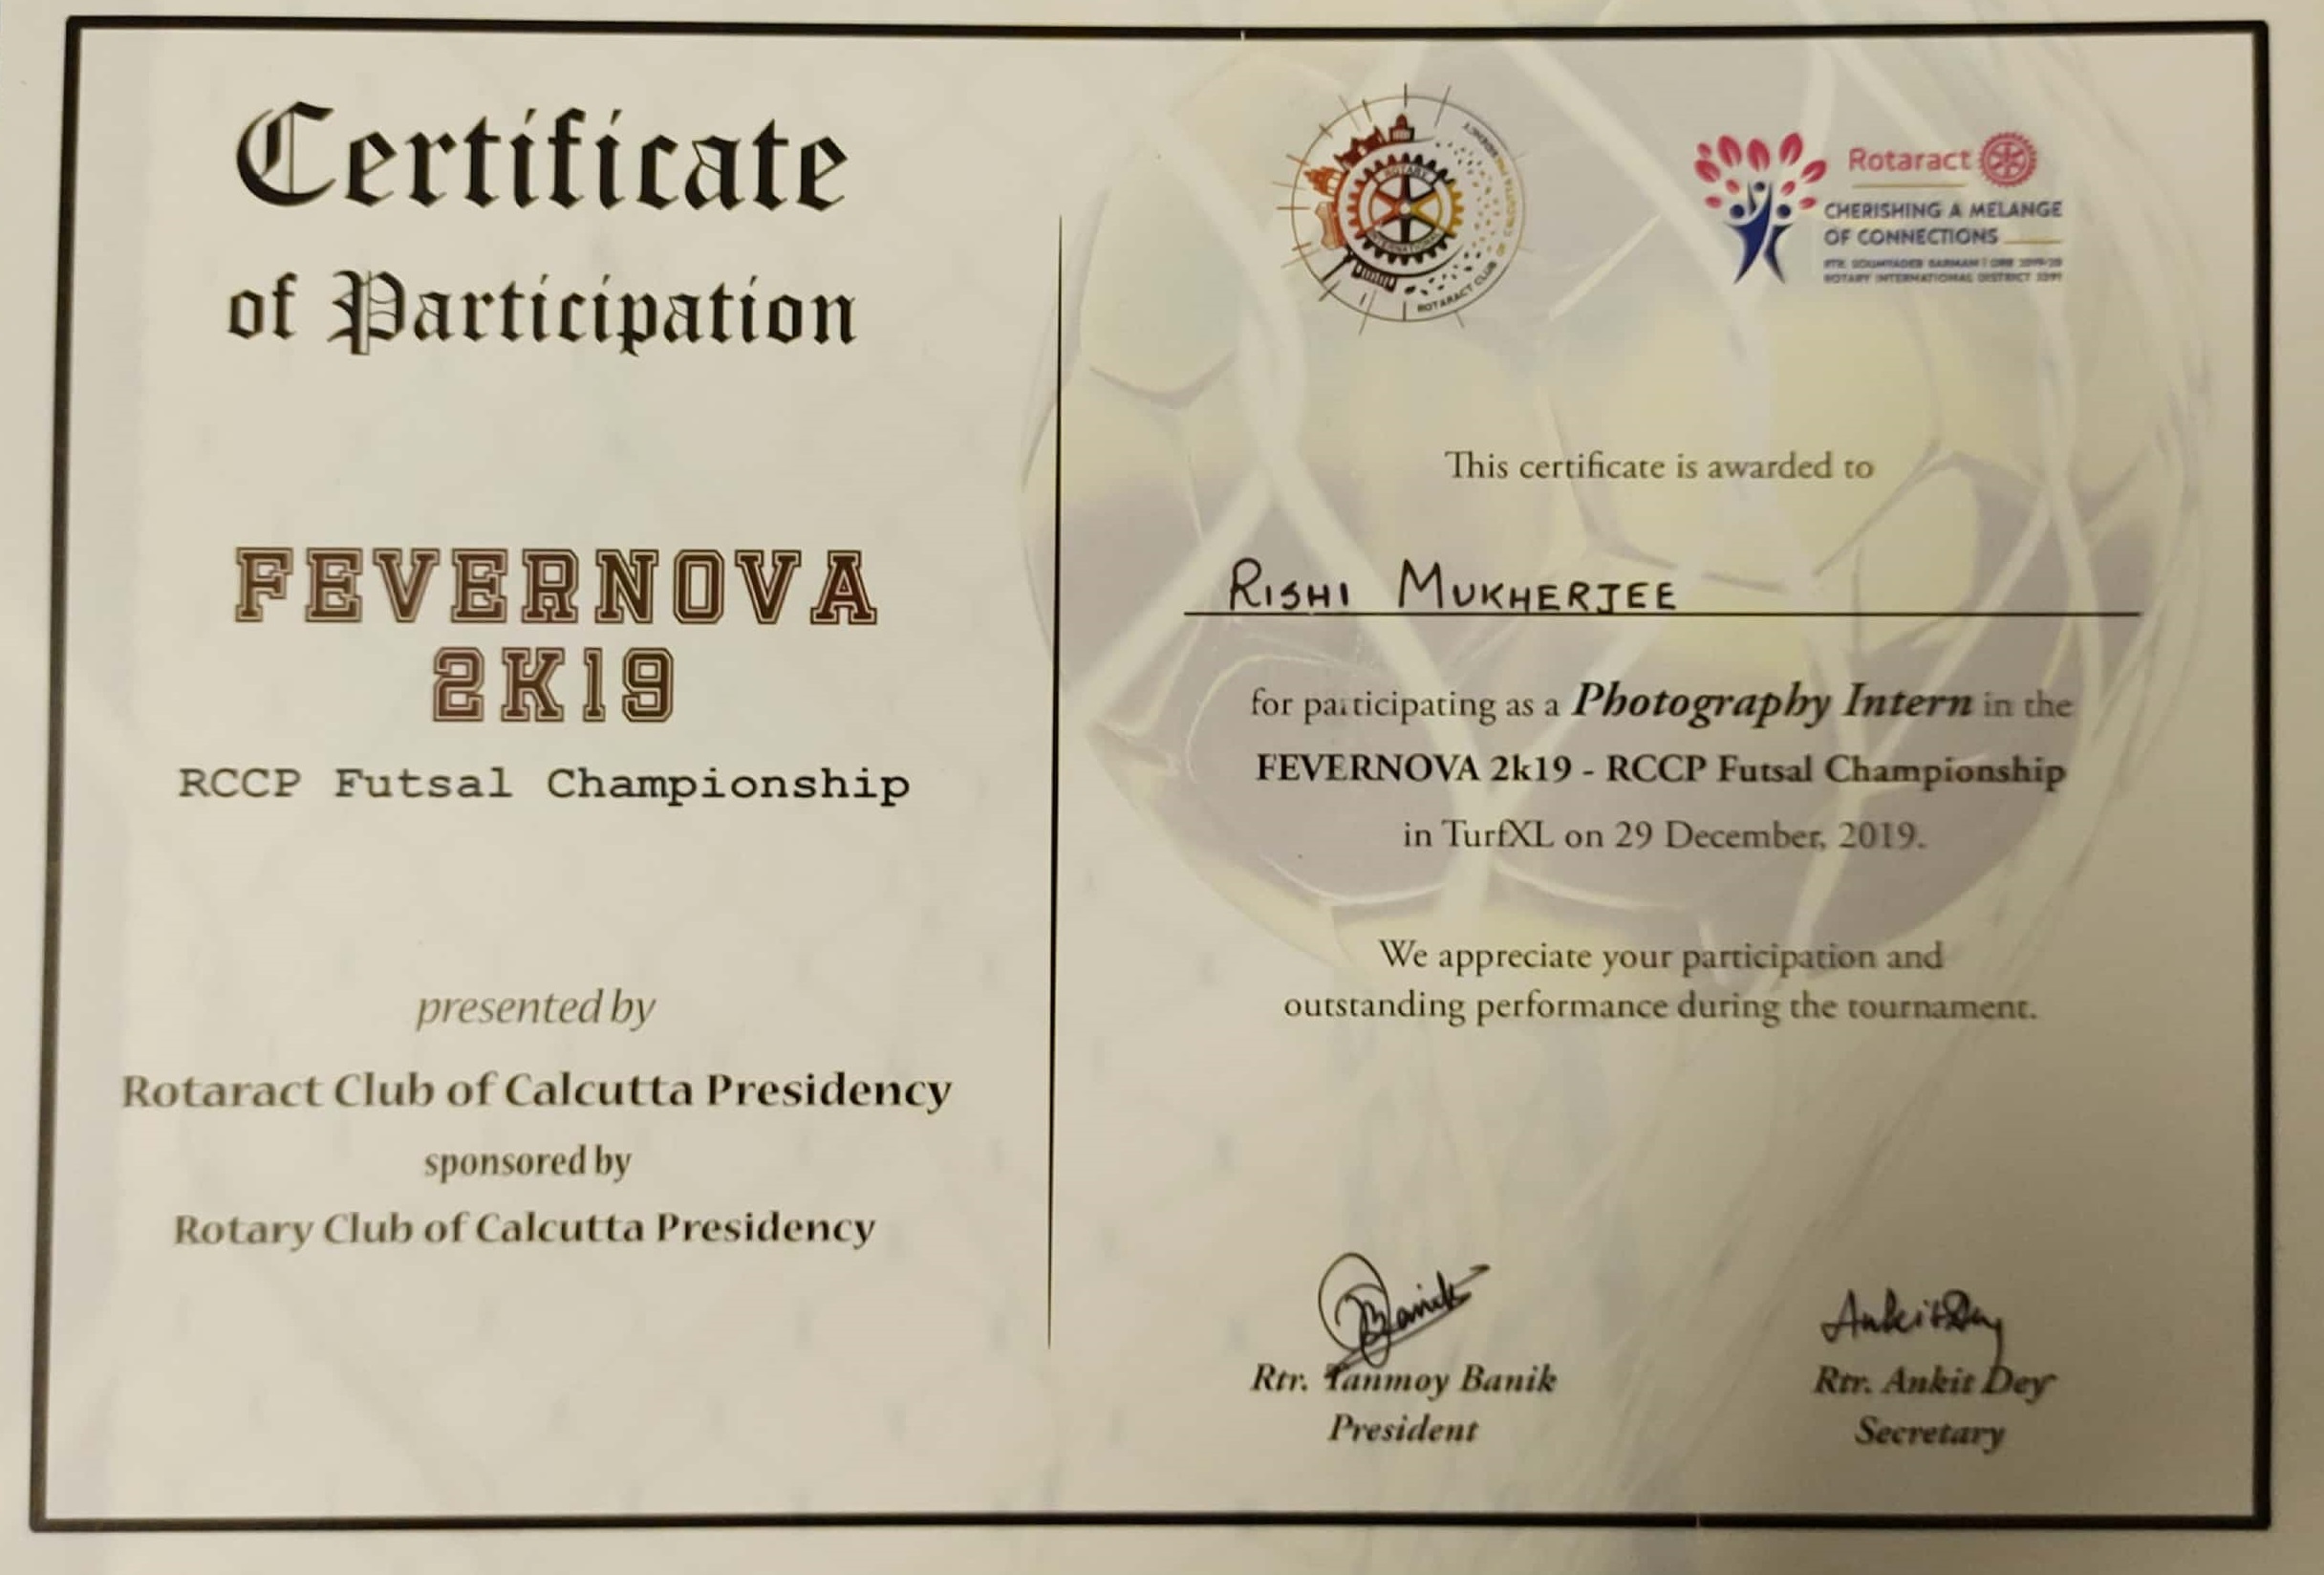 Certificate
of Participation
FEVERNOVA
2K19
RCCP Futsal Championship
presented by
Rotaract Club of Calcutta Presidency
sponsored by
Rotary Club of Calcutta Presidency
ROTARY
INTERNATIONAL
ROTARACT CLUB OF CALCUTTA PRESIDENCY
Rotaract
CHERISHING A MELANGE
OF CONNECTIONS
ROTARY INTERNATIONAL DISTRICT
This certificate is awarded to
RISHI MUKHERJEE
for participating as a Photography Intern in the
FEVERNOVA 2k19 - RCCP Futsal Championship
in TurfXL on 29 December, 2019.
We appreciate your participation and
outstanding performance during the tournament.
Banik
Ankit Dey
Rtr. Tanmoy Banik
President
Rtr. Ankit Dey
Secretary